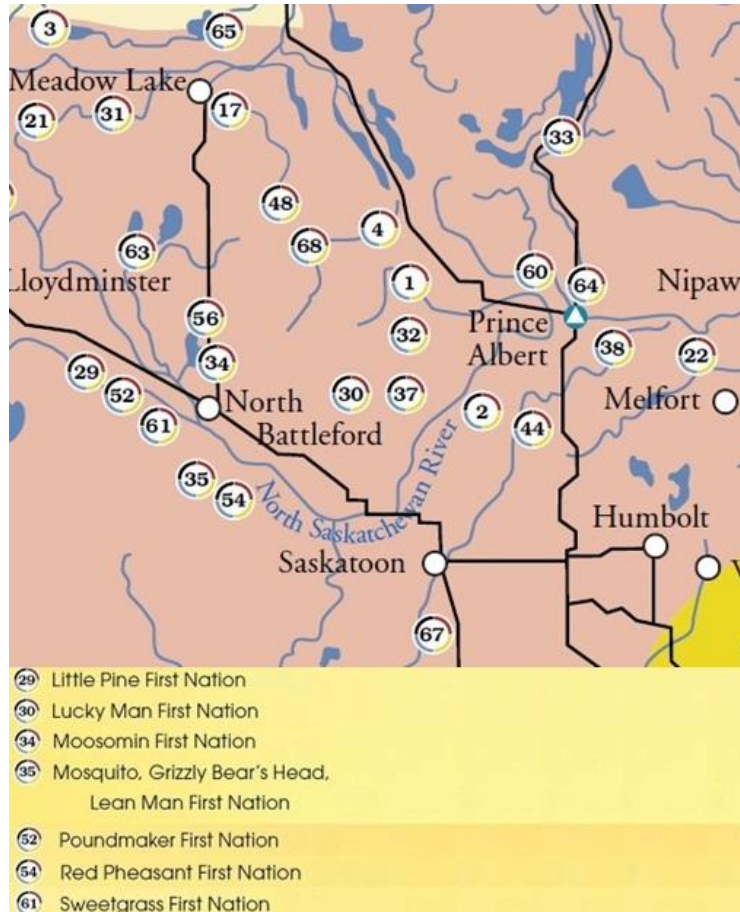 3
65
Meadow Lake
21
31
17
33
48
4
68
63
1
60
64
Lloydminster
Nipaw
56
32
Prince
Albert
38
22
34
29
52
30
37
2
Melfort
North
Battleford
61
44
35
54
North Saskatchewan River
Humbolt
Saskatoon
67
29 Little Pine First Nation
30 Lucky Man First Nation
34 Moosomin First Nation
35 Mosquito, Grizzly Bear's Head,
Lean Man First Nation
52 Poundmaker First Nation
54 Red Pheasant First Nation
61 Sweetgrass First Nation